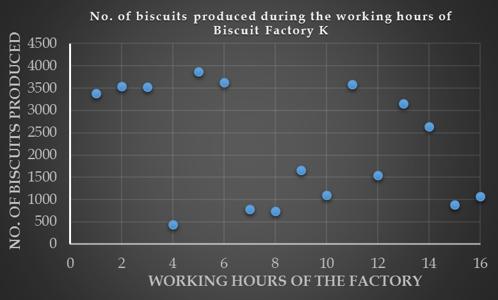 No. of biscuits produced during the working hours of
Biscuit Factory K
NO. OF BISCUITS PRODUCED
4500
4000
3500
3000
2500
2000
1500
1000
500
0
0 2 4 6 8 10 12 14 16
WORKING HOURS OF THE FACTORY